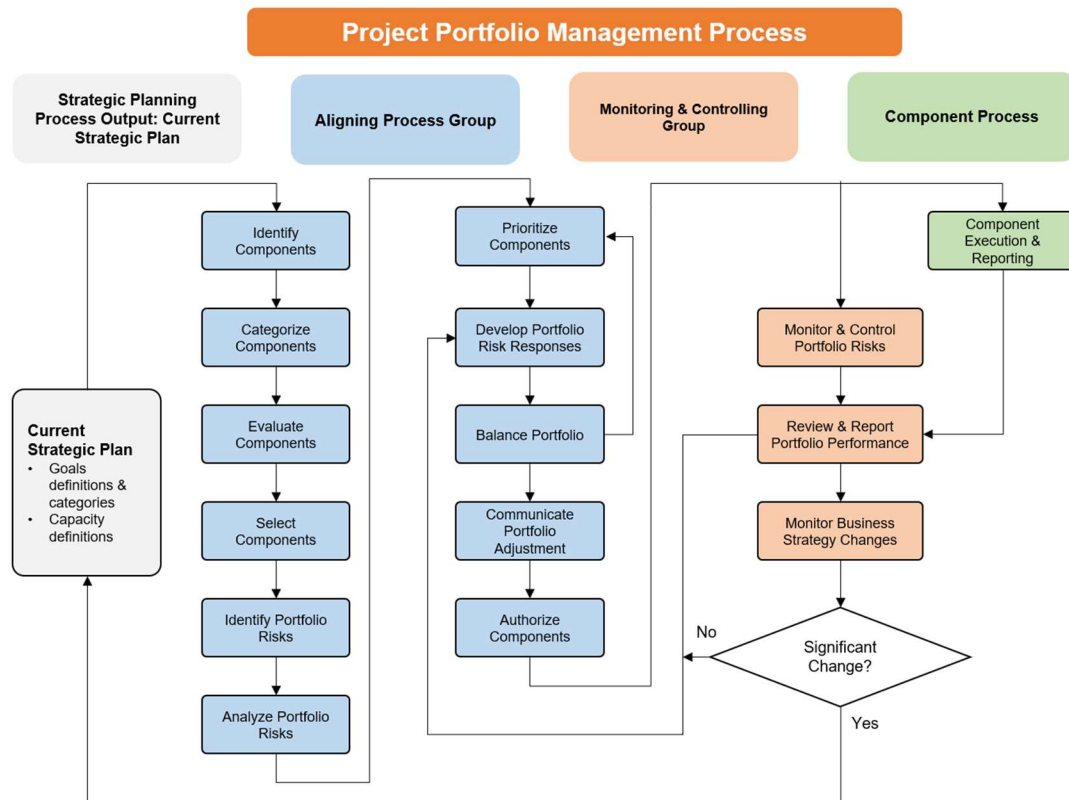 Project Portfolio Management Process
Strategic Planning
Process Output: Current
Strategic Plan
Aligning Process Group
Monitoring & Controlling
Group
Component Process
Identify
Components
Categorize
Components
Evaluate
Components
Select
Components
Identify Portfolio
Risks
Analyze Portfolio
Risks
Current
Strategic Plan
• Goals
definitions &
categories
• Capacity
definitions
Prioritize
Components
Develop Portfolio
Risk Responses
Balance Portfolio
Communicate
Portfolio
Adjustment
Authorize
Components
Component
Execution &
Reporting
Monitor & Control
Portfolio Risks
Review & Report
Portfolio Performance
Monitor Business
Strategy Changes
Significant
Change?
No
Yes